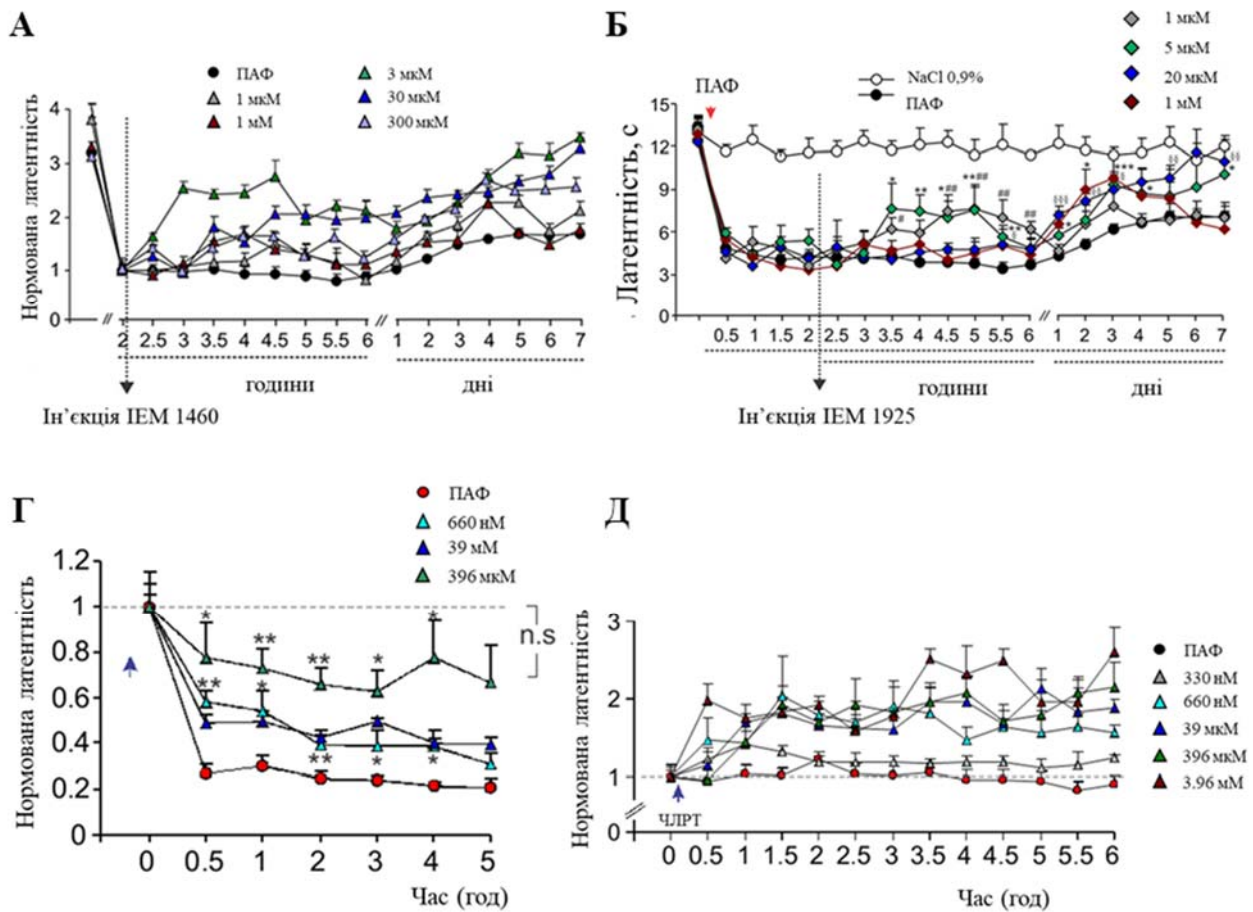 А
ПАФ
1 мкМ
1 мМ
3 мкМ
30 мкМ
300 мкМ
Нормована латентність
4
3
2
1
0
2 2.5 3 3.5 4 4.5 5 5.5 6 1 2 3 4 5 6 7
години дні
Ін’єкція ІЕМ 1460
Б
1 мкМ
5 мкМ
20 мкМ
1 мМ
NaCl 0,9%
ПАФ
ПАФ
Латентність, с
15
12
9
6
3
0
* ** *## **## ## ##
*# **§
§§§ ** * §§ *** § * §§ §§ *
0.5 1 1.5 2 2.5 3 3.5 4 4.5 5 5.5 6 1 2 3 4 5 6 7
години дні
Ін’єкція ІЕМ 1925
Г
ПАФ
660 нМ
39 мМ
396 мкМ
Нормована латентність
1.2
1
0.8
0.6
0.4
0.2
0
* ** ** * *
** *
** * *
n.s
0 0.5 1 2 3 4 5
Час (год)
Д
ПАФ
330 нМ
660 нМ
39 мкМ
396 мкМ
3.96 мМ
Нормована латентність
3
2
1
0
ЧЛРТ
0 0.5 1 1.5 2 2.5 3 3.5 4 4.5 5 5.5 6
Час (год)